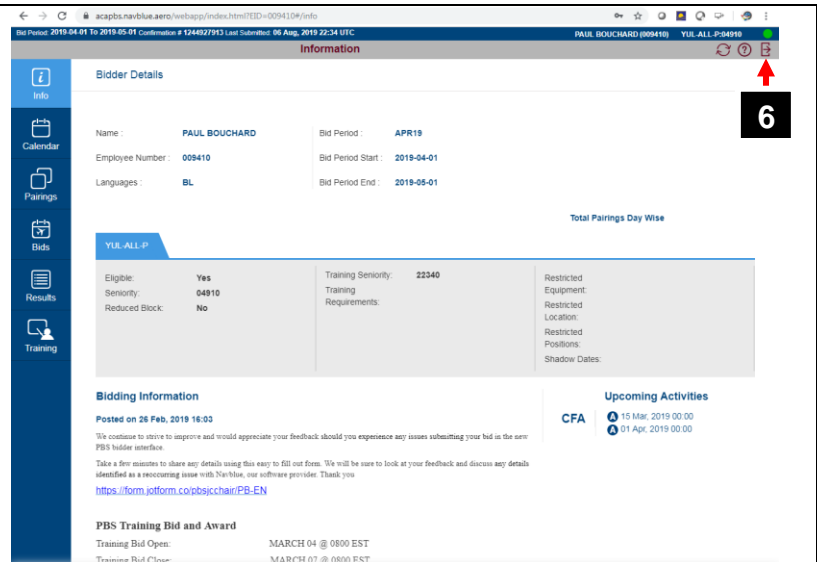 acapbs.navblue.aero/webapp/index.html?EID=009410#/info
Bid Period: 2019-04-01 To 2019-05-01 Confirmation # 1244927913 Last Submitted: 06 Aug, 2019 22:34 UTC
PAUL BOUCHARD (009410) YUL-ALL-P:04910
Information
i
Info
Calendar
Pairings
Bids
Results
Training
6
Bidder Details
Name : PAUL BOUCHARD Bid Period : APR19
Employee Number : 009410 Bid Period Start : 2019-04-01
Languages : BL Bid Period End : 2019-05-01
Total Pairings Day Wise
YUL-ALL-P
Eligible: Yes
Seniority: 04910
Reduced Block: No
Training Seniority: 22340
Training
Requirements:
Restricted
Equipment:
Restricted
Location:
Restricted
Positions:
Shadow Dates:
Bidding Information
Posted on 26 Feb, 2019 16:03
We continue to strive to improve and would appreciate your feedback should you experience any issues submitting your bid in the new
PBS bidder interface.
Take a few minutes to share any details using this easy to fill out form. We will be sure to look at your feedback and discuss any details
identified as a reoccurring issue with Navblue, our software provider. Thank you
https://form.jotform.co/pbsjcchair/PB-EN
Upcoming Activities
CFA A 15 Mar, 2019 00:00
A 01 Apr, 2019 00:00
PBS Training Bid and Award
Training Bid Open: MARCH 04 @ 0800 EST
Training Bid Close: MARCH 07 @ 0800 EST